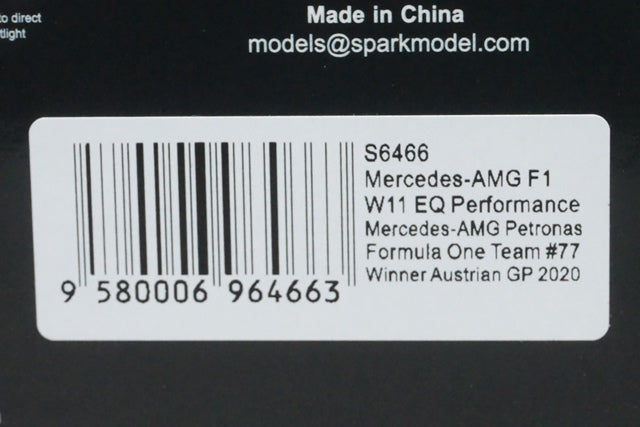 to direct
Made in China
models@sparkmodel.com
S6466
Mercedes-AMG F1
W11 EQ Performance
Mercedes-AMG Petronas
Formula One Team #77
Winner Austrian GP 2020
9 580006 964663